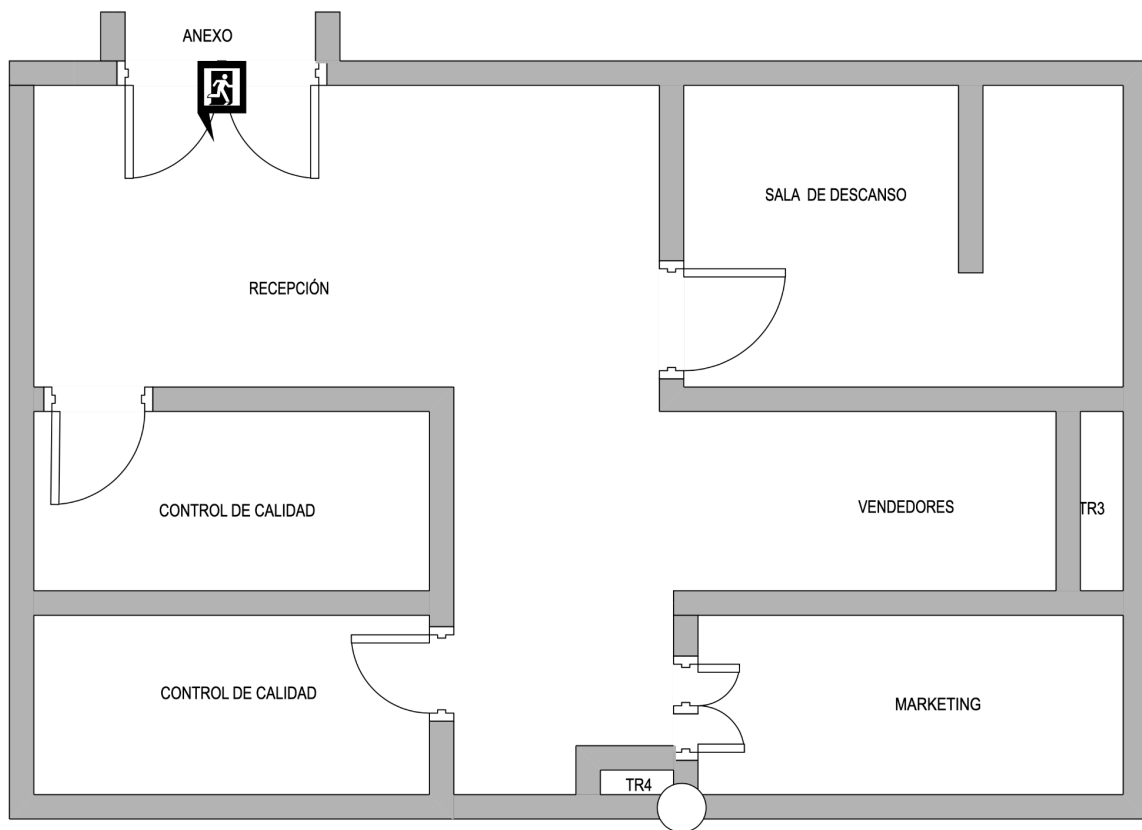 ANEXO
SALA DE DESCANSO
RECEPCIÓN
CONTROL DE CALIDAD
VENDEDORES
TR3
CONTROL DE CALIDAD
MARKETING
TR4